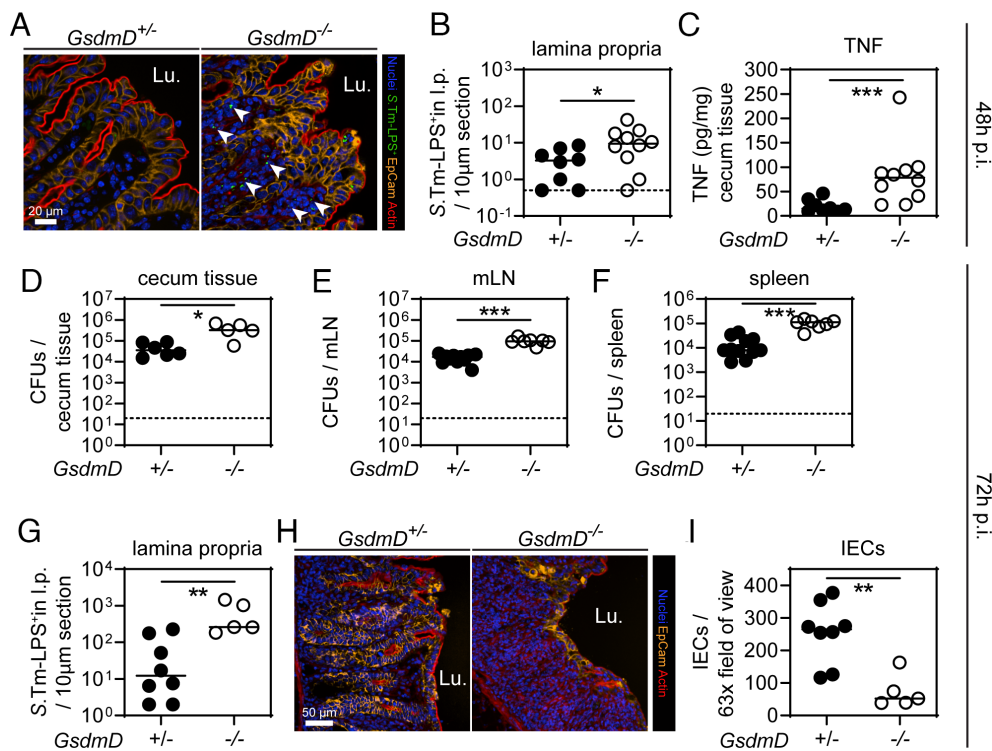 A
GsdmD+/-
GsdmD-/-
Lu.
Lu.
20 µm
Nuclei S.Tm-LPS+ EpCam Actin
B
lamina propria
S.Tm-LPS+in l.p.
/ 10µm section
10³
10²
10¹
10⁰
10⁻¹
*
GsdmD
+/-
-/-
C
TNF
TNF (pg/mg)
cecum tissue
300
250
200
150
100
50
0
***
+/-
-/-
48h p.i.
D
cecum tissue
CFUs /
cecum tissue
10⁷
10⁶
10⁵
10⁴
10³
10²
10¹
10⁰
*
GsdmD
+/-
-/-
E
mLN
CFUs / mLN
10⁷
10⁶
10⁵
10⁴
10³
10²
10¹
10⁰
***
+/-
-/-
F
spleen
CFUs / spleen
10⁶
10⁵
10⁴
10³
10²
10¹
10⁰
***
+/-
-/-
72h p.i.
G
lamina propria
S.Tm-LPS+in l.p.
/ 10µm section
10⁴
10³
10²
10¹
10⁰
**
GsdmD
+/-
-/-
H
GsdmD+/-
GsdmD-/-
Lu.
Lu.
50 µm
Nuclei EpCam Actin
I
IECs
IECs /
63x field of view
400
300
200
100
0
**
GsdmD
+/-
-/-